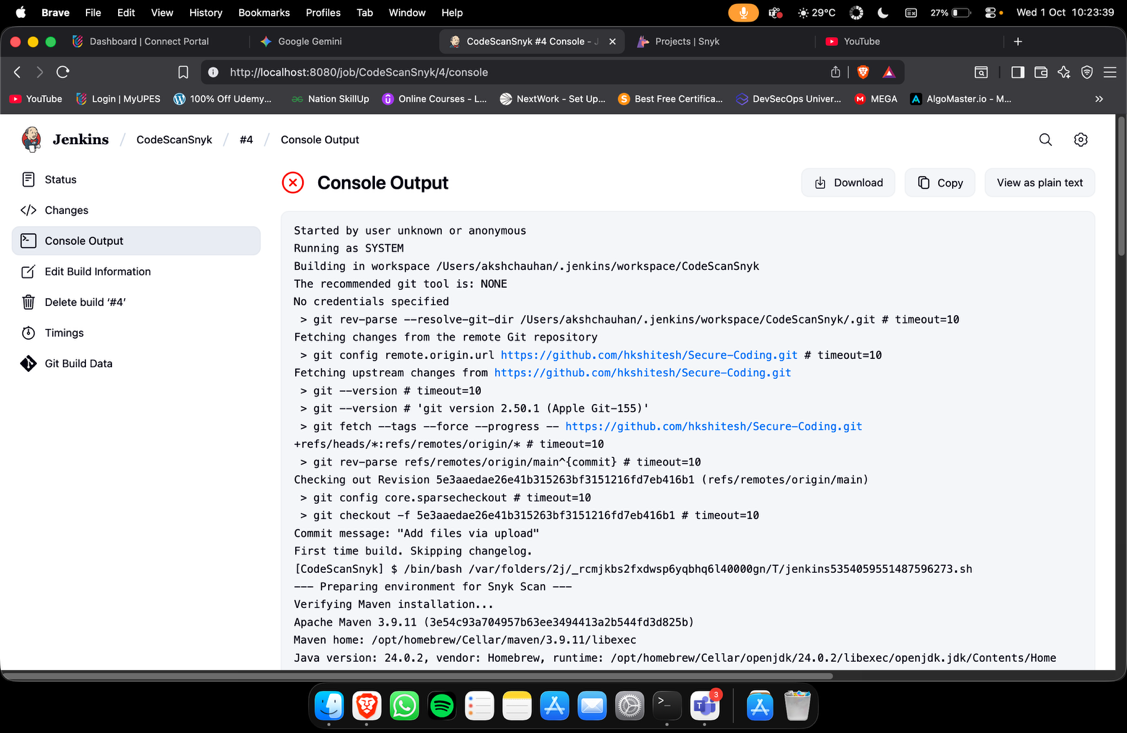 Brave File Edit View History Bookmarks Profiles Tab Window Help 29°C 27% Wed 1 Oct 10:23:39
Dashboard | Connect Portal Google Gemini CodeScanSnyk #4 Console - J Projects | Snyk YouTube
http://localhost:8080/job/CodeScanSnyk/4/console
YouTube Login | MyUPES 100% Off Udemy... Nation SkillUp Online Courses - L... NextWork - Set Up... Best Free Certifica... DevSecOps Univer... MEGA AlgoMaster.io - M...
Jenkins / CodeScanSnyk / #4 / Console Output
Status
Changes
Console Output
Edit Build Information
Delete build ‘#4’
Timings
Git Build Data
Console Output
Download Copy View as plain text
Started by user unknown or anonymous
Running as SYSTEM
Building in workspace /Users/akshchauhan/.jenkins/workspace/CodeScanSnyk
The recommended git tool is: NONE
No credentials specified
> git rev-parse --resolve-git-dir /Users/akshchauhan/.jenkins/workspace/CodeScanSnyk/.git # timeout=10
Fetching changes from the remote Git repository
> git config remote.origin.url https://github.com/hkshitesh/Secure-Coding.git # timeout=10
Fetching upstream changes from https://github.com/hkshitesh/Secure-Coding.git
> git --version # timeout=10
> git --version # 'git version 2.50.1 (Apple Git-155)'
> git fetch --tags --force --progress -- https://github.com/hkshitesh/Secure-Coding.git
+refs/heads/*:refs/remotes/origin/* # timeout=10
> git rev-parse refs/remotes/origin/main^{commit} # timeout=10
Checking out Revision 5e3aaedae26e41b315263bf3151216fd7eb416b1 (refs/remotes/origin/main)
> git config core.sparsecheckout # timeout=10
> git checkout -f 5e3aaedae26e41b315263bf3151216fd7eb416b1 # timeout=10
Commit message: "Add files via upload"
First time build. Skipping changelog.
[CodeScanSnyk] $ /bin/bash /var/folders/2j/_rcmjkbs2fxdwsp6yqbhq6l40000gn/T/jenkins5354059551487596273.sh
--- Preparing environment for Snyk Scan ---
Verifying Maven installation...
Apache Maven 3.9.11 (3e54c93a704957b63ee3494413a2b544fd3d825b)
Maven home: /opt/homebrew/Cellar/maven/3.9.11/libexec
Java version: 24.0.2, vendor: Homebrew, runtime: /opt/homebrew/Cellar/openjdk/24.0.2/libexec/openjdk.jdk/Contents/Home
3